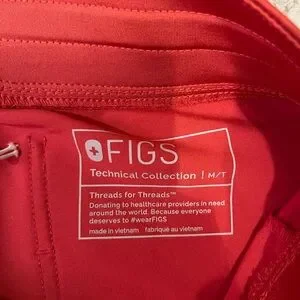 FIGS
Technical Collection | M/T
Threads for Threads™
Donating to healthcare providers in need
around the world. Because everyone
deserves to #wearFIGS
made in vietnam fabriqué au vietnam